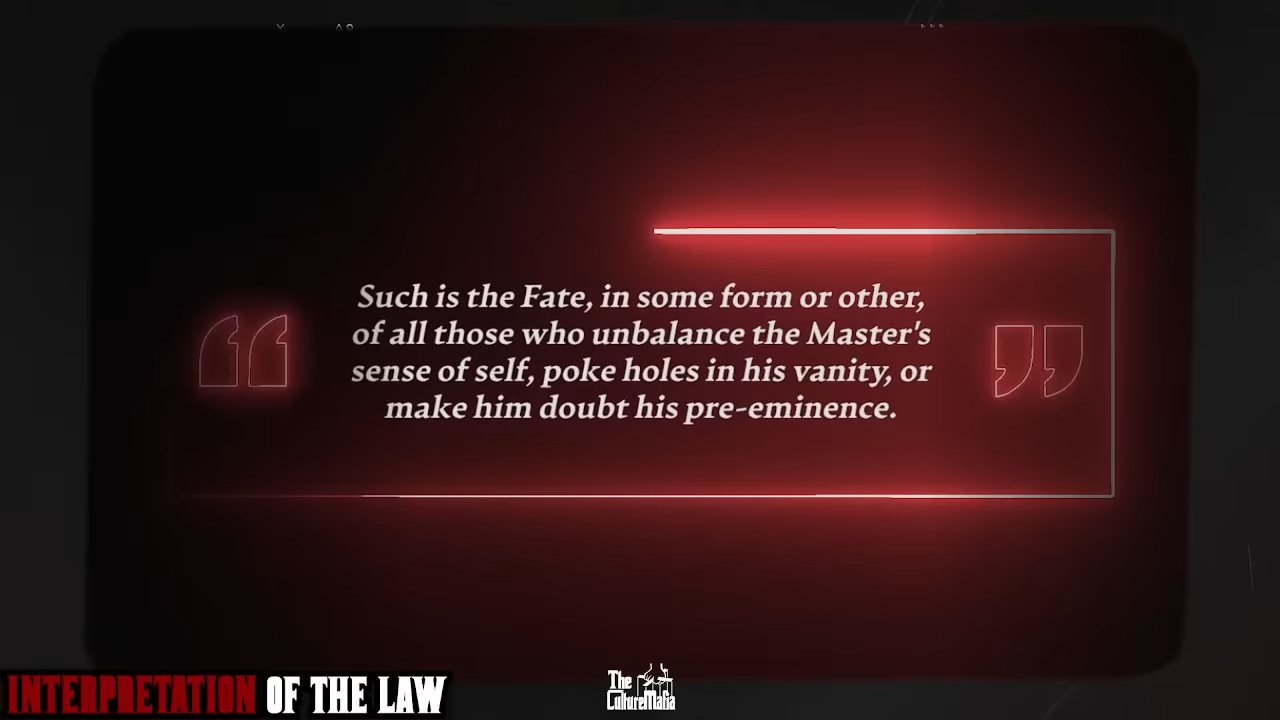 Such is the Fate, in some form or other,
of all those who unbalance the Master's
sense of self, poke holes in his vanity, or
make him doubt his pre-eminence.
INTERPRETATION OF THE LAW
The
CultureMafia